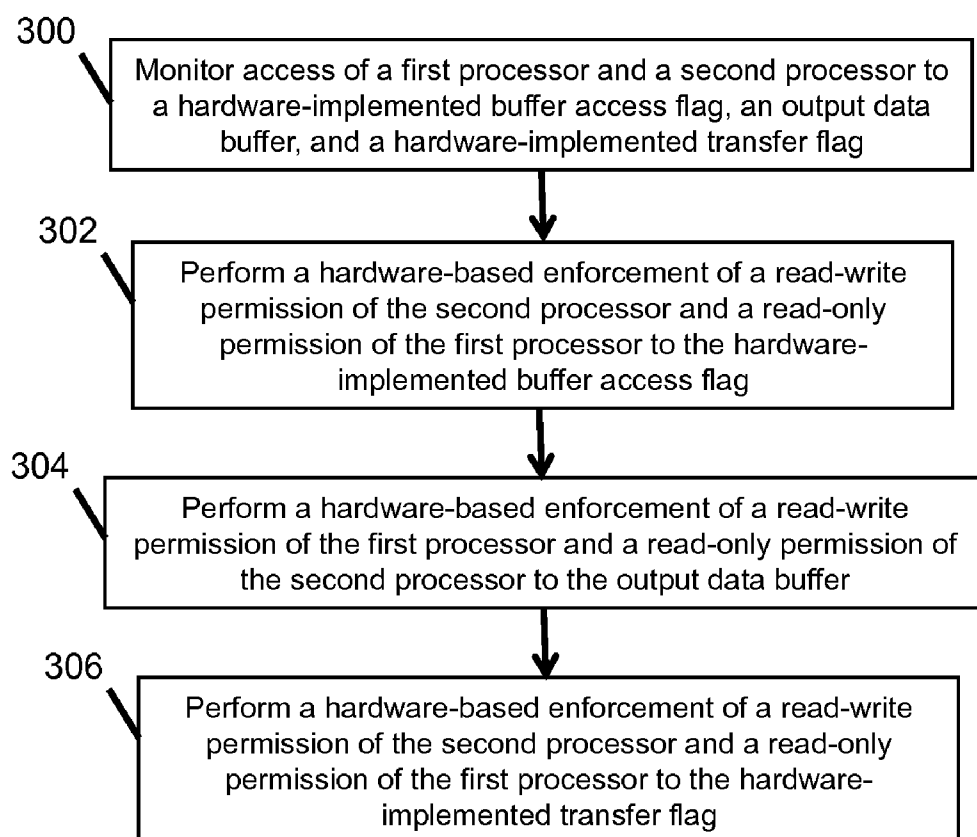 300
Monitor access of a first processor and a second processor to
a hardware-implemented buffer access flag, an output data
buffer, and a hardware-implemented transfer flag
302
Perform a hardware-based enforcement of a read-write
permission of the second processor and a read-only
permission of the first processor to the hardware-
implemented buffer access flag
304
Perform a hardware-based enforcement of a read-write
permission of the first processor and a read-only permission of
the second processor to the output data buffer
306
Perform a hardware-based enforcement of a read-write
permission of the second processor and a read-only
permission of the first processor to the hardware-
implemented transfer flag